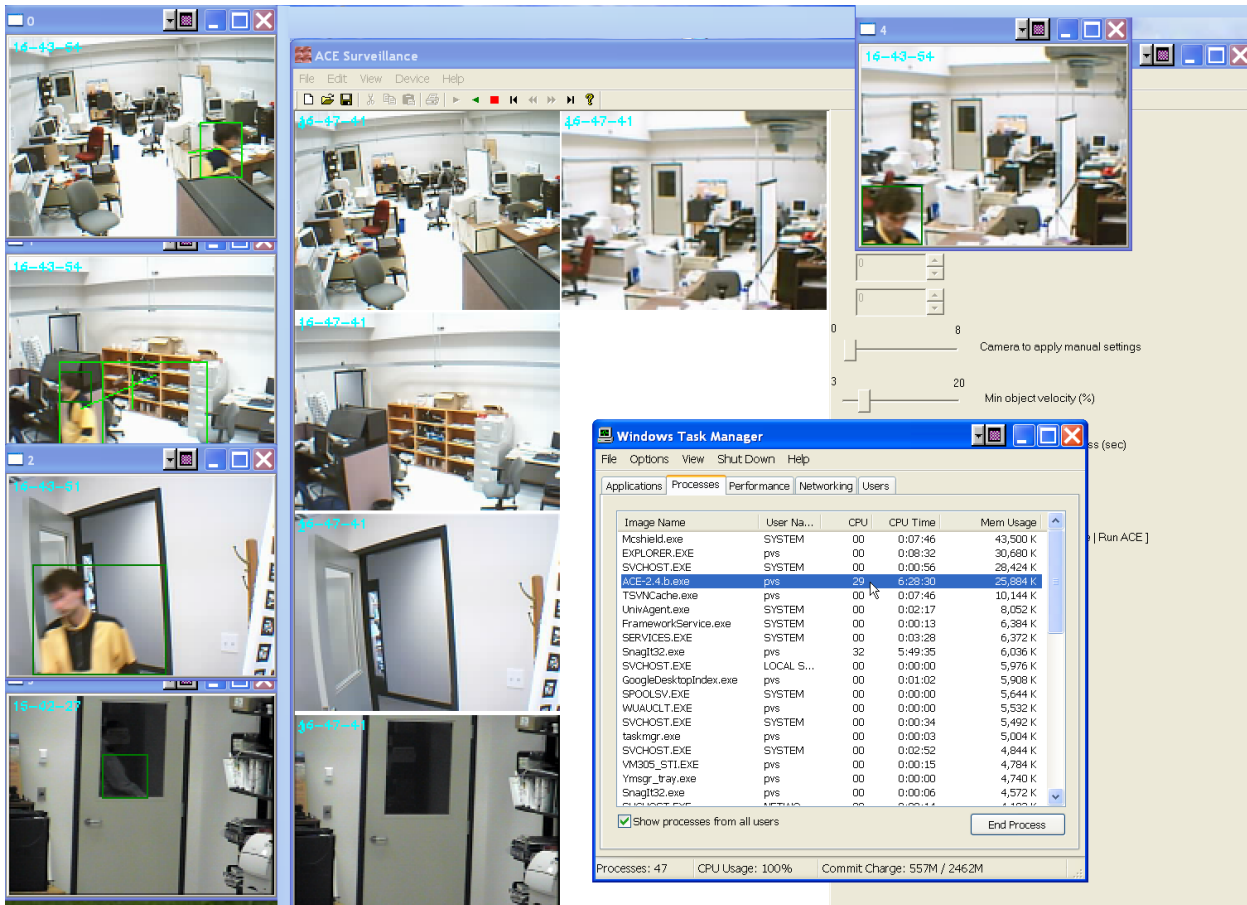 0
16-43-54
1
16-43-54
2
16-43-51
15-02-27
ACE Surveillance
File Edit View Device Help
16-47-41
16-47-41
16-47-41
16-47-41
4
16-43-54
0
0
0 8
Camera to apply manual settings
3 20
Min object velocity (%)
ss (sec)
| Run ACE ]
Windows Task Manager
File Options View Shut Down Help
Applications Processes Performance Networking Users
Image Name User Na... CPU CPU Time Mem Usage
Mcshield.exe SYSTEM 00 0:07:46 43,500 K
EXPLORER.EXE pvs 00 0:08:32 30,680 K
SVCHOST.EXE SYSTEM 00 0:00:56 28,424 K
ACE-2.4.b.exe pvs 29 6:28:30 25,884 K
TSVNCache.exe pvs 00 0:07:46 10,144 K
UnivAgent.exe SYSTEM 00 0:02:17 8,052 K
FrameworkService.exe SYSTEM 00 0:00:13 6,384 K
SERVICES.EXE SYSTEM 00 0:03:28 6,372 K
SnagIt32.exe pvs 32 5:49:35 6,036 K
SVCHOST.EXE LOCAL S... 00 0:00:00 5,976 K
GoogleDesktopIndex.exe pvs 00 0:01:02 5,908 K
SPOOLSV.EXE SYSTEM 00 0:00:00 5,644 K
WUAUCLT.EXE pvs 00 0:00:00 5,532 K
SVCHOST.EXE SYSTEM 00 0:00:34 5,492 K
taskmgr.exe pvs 00 0:00:03 5,004 K
SVCHOST.EXE SYSTEM 00 0:02:52 4,844 K
VM305_STI.EXE pvs 00 0:00:15 4,784 K
Ymsgr_tray.exe pvs 00 0:00:00 4,740 K
SnagIt32.exe pvs 00 0:00:06 4,572 K
Show processes from all users
End Process
Processes: 47 CPU Usage: 100% Commit Charge: 557M / 2462M